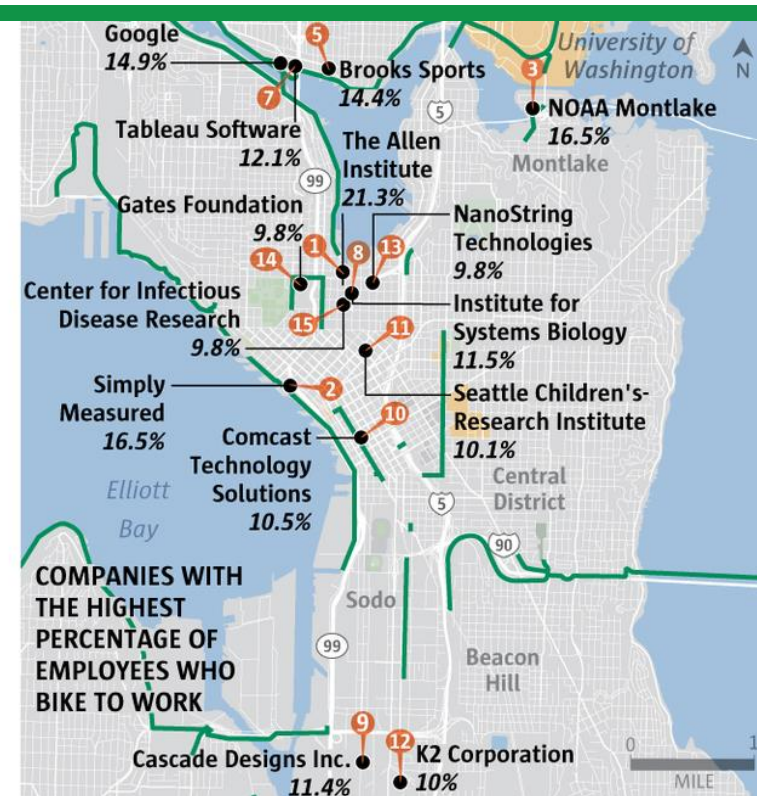 Google
14.9%
5
University of
Washington
N
Brooks Sports
14.4%
3
7
5
NOAA Montlake
16.5%
Tableau Software
12.1%
The Allen
Institute
21.3%
Montlake
99
Gates Foundation
9.8%
NanoString
Technologies
9.8%
1
8
13
14
Center for Infectious
Disease Research
9.8%
15
Institute for
Systems Biology
11.5%
11
Simply
Measured
16.5%
2
Seattle Children's-
Research Institute
10.1%
10
Comcast
Technology
Solutions
10.5%
Elliott
Bay
Central
District
5
90
COMPANIES WITH
THE HIGHEST
PERCENTAGE OF
EMPLOYEES WHO
BIKE TO WORK
Sodo
99
Beacon
Hill
9
12
Cascade Designs Inc.
11.4%
K2 Corporation
10%
0
1
MILE